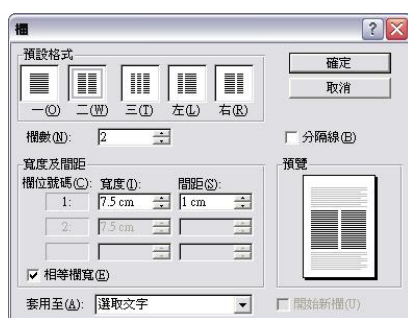 欄
預設格式
一(O) 二(W) 三(T) 左(L) 右(R)
確定
取消
欄數(N): 2
分隔線(B)
寬度及間距
欄位號碼(C): 寬度(I): 間距(S):
1: 7.5 cm 1 cm
2: 7.5 cm
相等欄寬(E)
預覽
套用至(A): 選取文字
開始新欄(U)